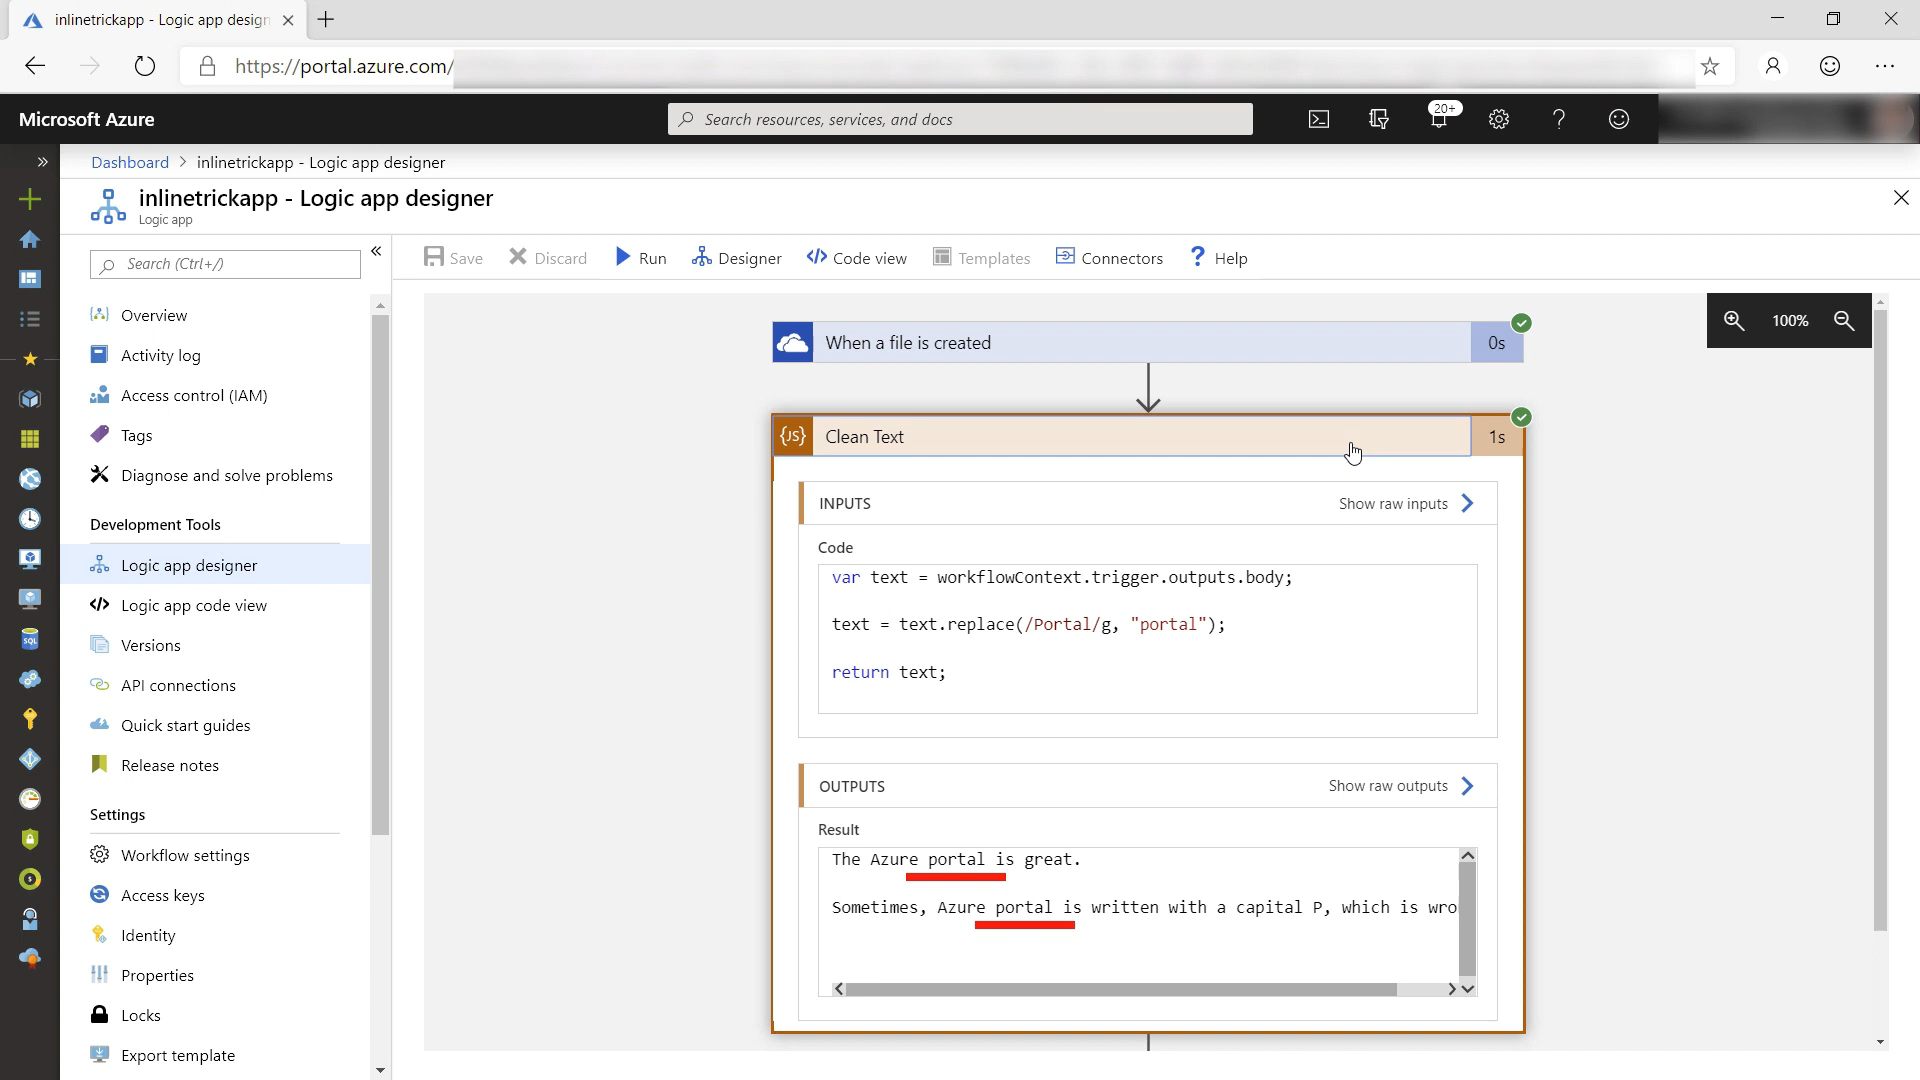 inlinetrickapp - Logic app design
https://portal.azure.com/
Microsoft Azure
Search resources, services, and docs
20+
Dashboard > inlinetrickapp - Logic app designer
inlinetrickapp - Logic app designer
Logic app
Search (Ctrl+/)
Save
Discard
Run
Designer
Code view
Templates
Connectors
Help
Overview
Activity log
Access control (IAM)
Tags
Diagnose and solve problems
Development Tools
Logic app designer
Logic app code view
Versions
API connections
Quick start guides
Release notes
Settings
Workflow settings
Access keys
Identity
Properties
Locks
Export template
100%
When a file is created
0s
{JS}
Clean Text
1s
INPUTS
Show raw inputs
Code
var text = workflowContext.trigger.outputs.body;
text = text.replace(/Portal/g, "portal");
return text;
OUTPUTS
Show raw outputs
Result
The Azure portal is great.
Sometimes, Azure portal is written with a capital P, which is wro
SQL